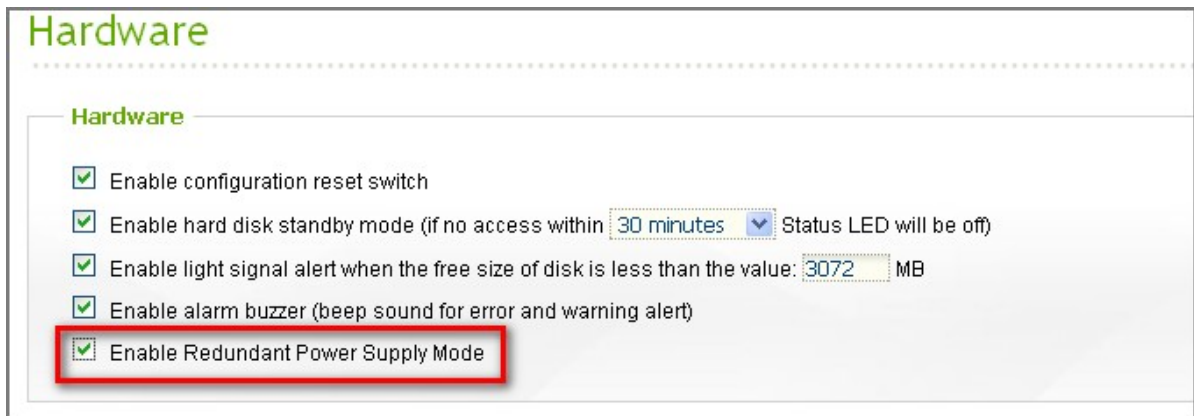 Hardware
Hardware
Enable configuration reset switch
Enable hard disk standby mode (if no access within 30 minutes Status LED will be off)
Enable light signal alert when the free size of disk is less than the value: 3072 MB
Enable alarm buzzer (beep sound for error and warning alert)
Enable Redundant Power Supply Mode